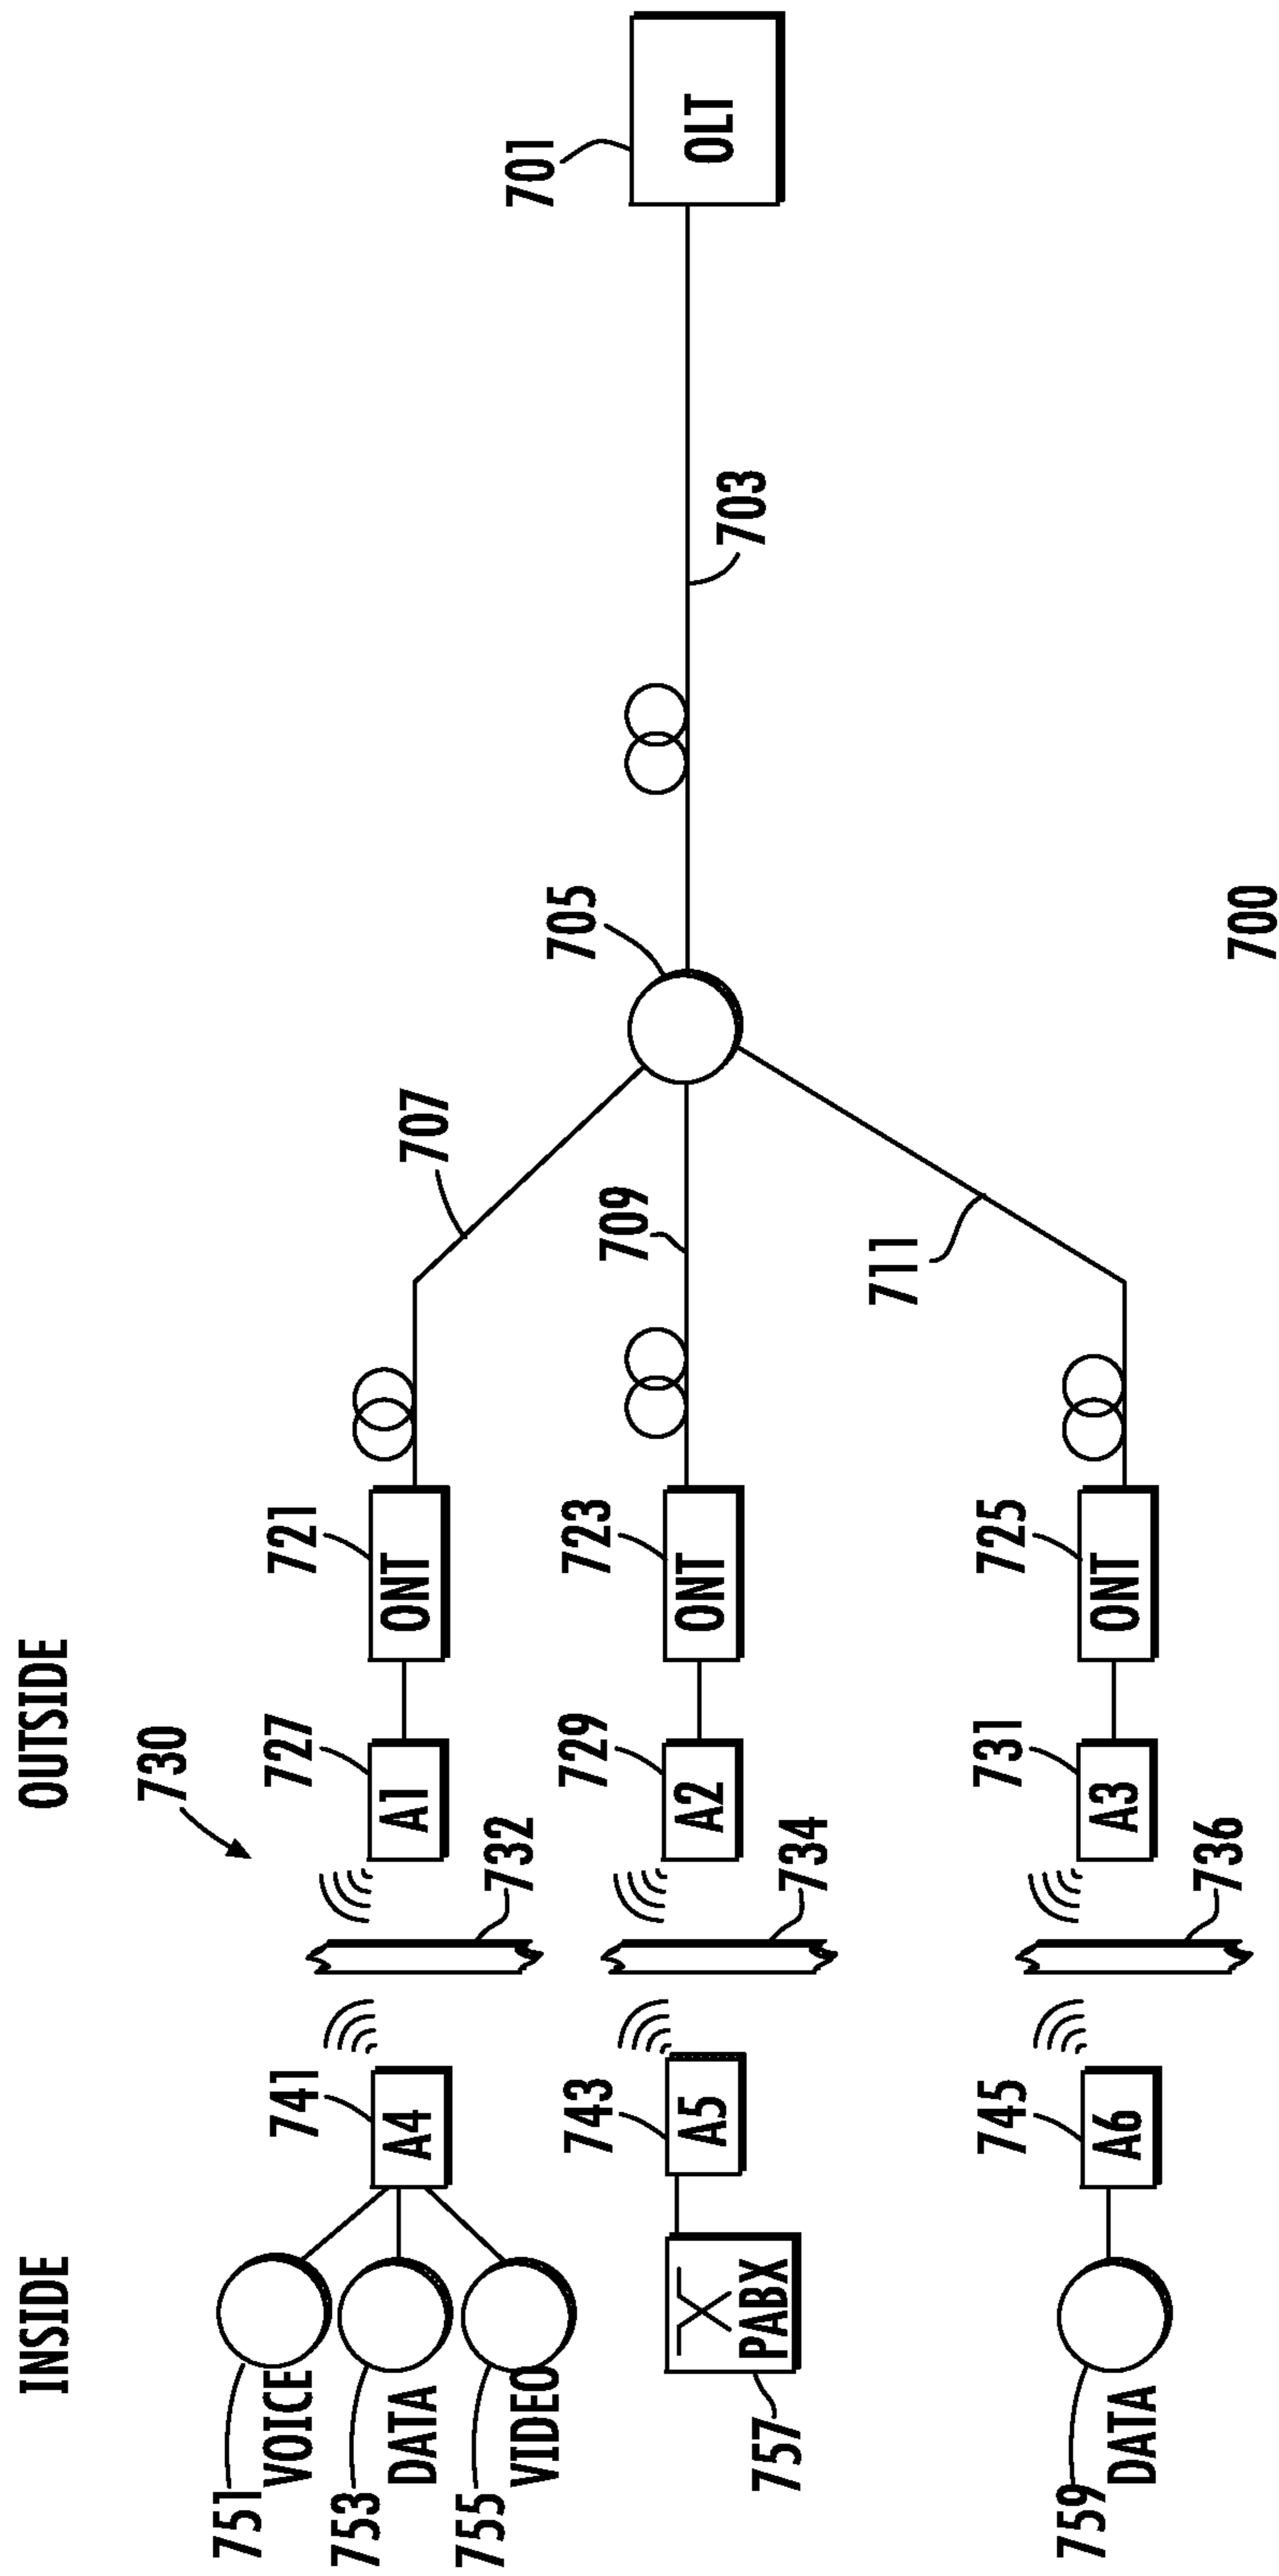 INSIDE
OUTSIDE
730
751
VOICE
741
A4
732
727
A1
721
ONT
707
753
DATA
755
VIDEO
705
701
OLT
703
757
PABX
743
A5
734
729
A2
723
ONT
709
711
759
DATA
745
A6
736
731
A3
725
ONT
700